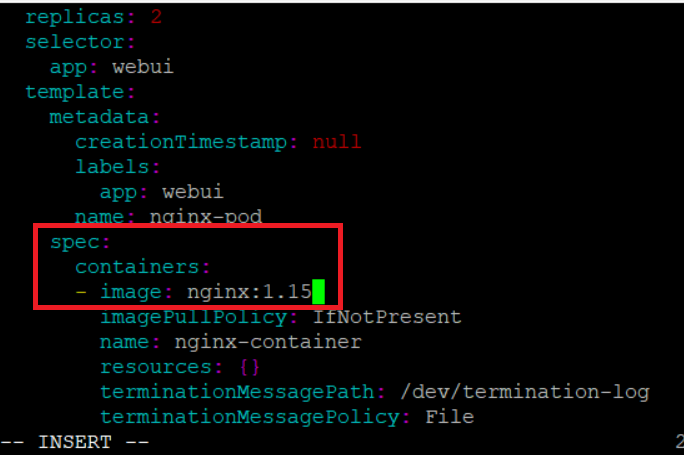 replicas: 2
selector:
app: webui
template:
metadata:
creationTimestamp: null
labels:
app: webui
name: nginx-pod
spec:
containers:
- image: nginx:1.15
imagePullPolicy: IfNotPresent
name: nginx-container
resources: {}
terminationMessagePath: /dev/termination-log
terminationMessagePolicy: File
-- INSERT -- 2